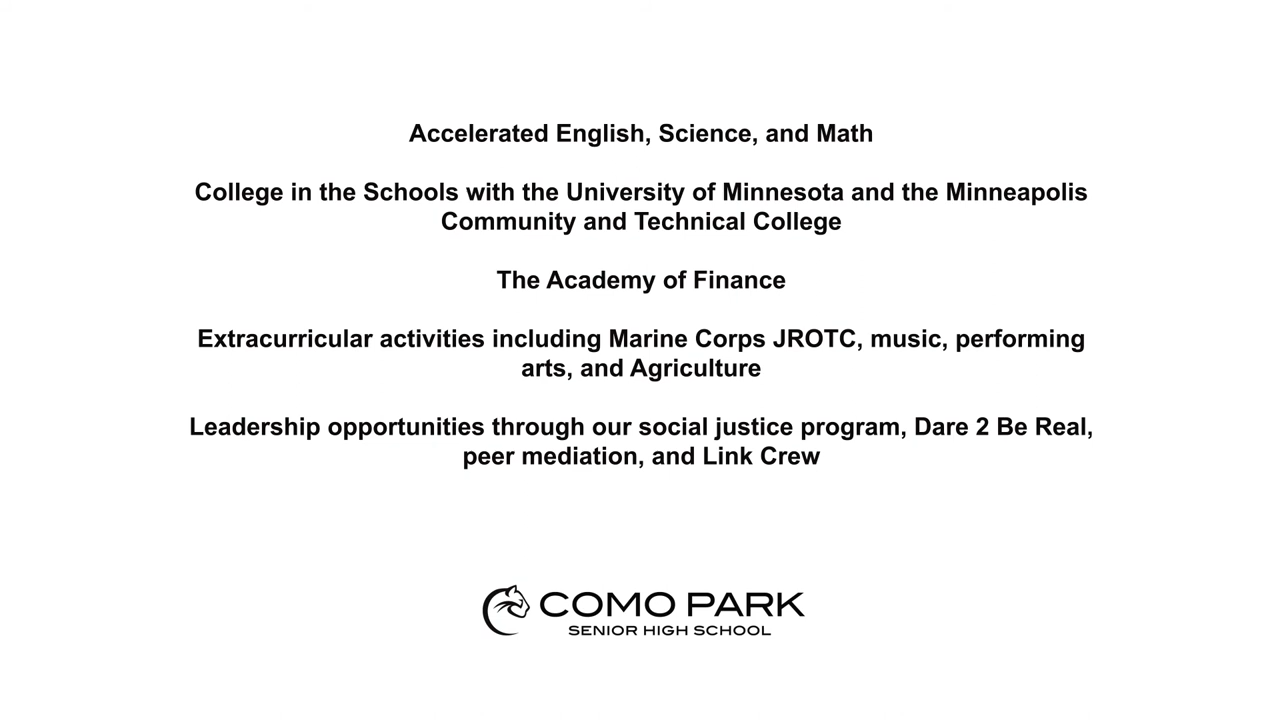 Accelerated English, Science, and Math
College in the Schools with the University of Minnesota and the Minneapolis
Community and Technical College
The Academy of Finance
Extracurricular activities including Marine Corps JROTC, music, performing
arts, and Agriculture
Leadership opportunities through our social justice program, Dare 2 Be Real,
peer mediation, and Link Crew
COMO PARK
SENIOR HIGH SCHOOL